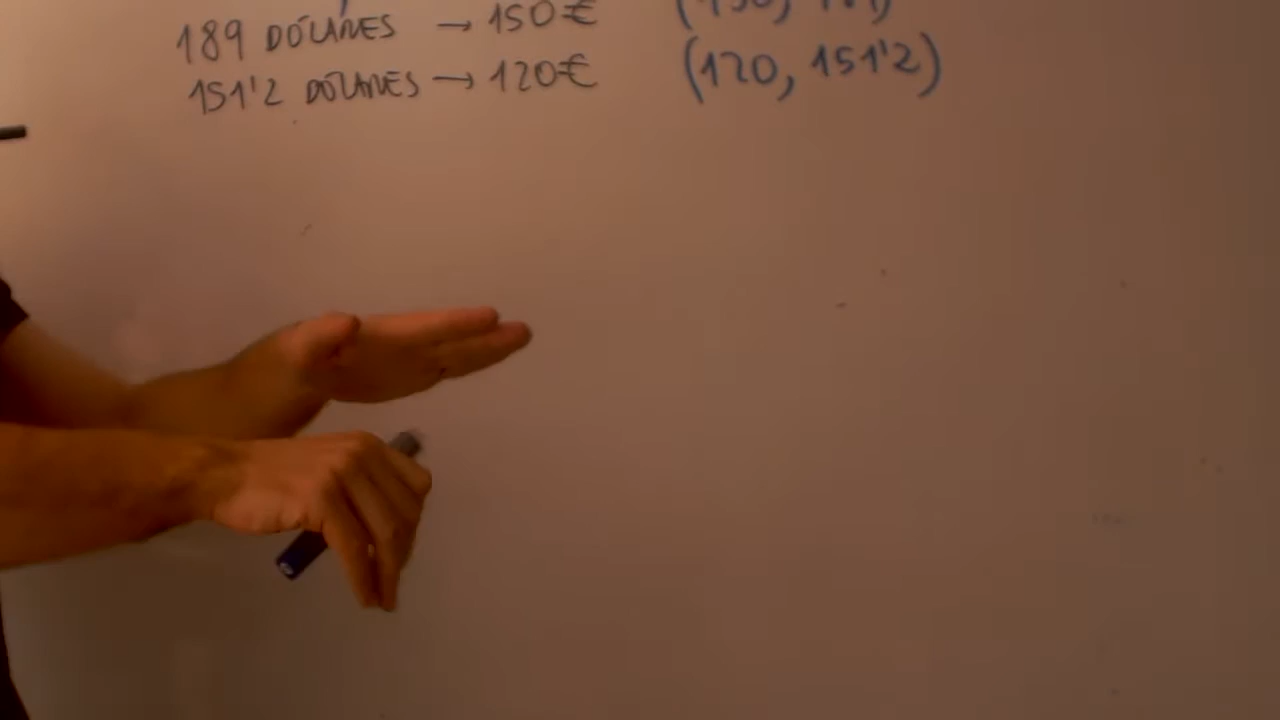 189 DÓLARES → 150€
151'2 DÓLARES → 120€ (120, 151'2)